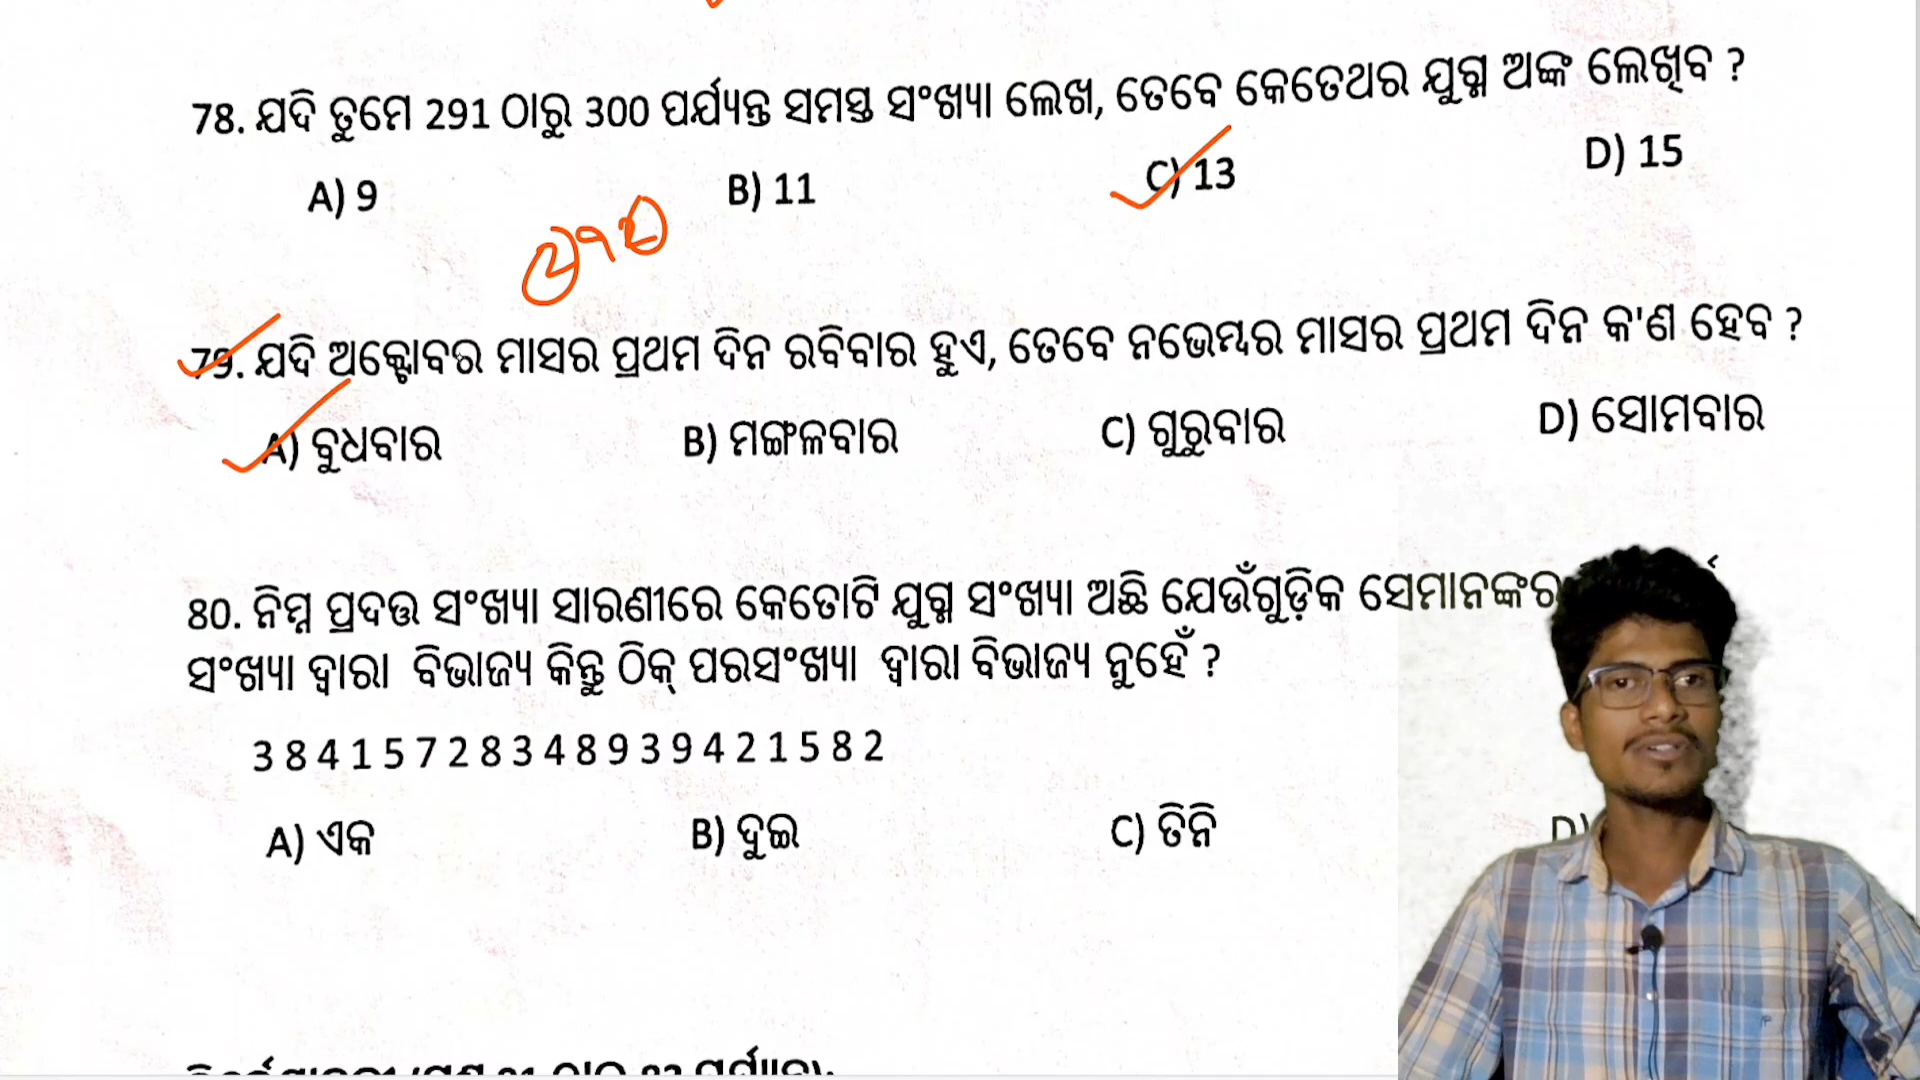 78. ଯଦି ତୁମେ 291 ଠାରୁ 300 ପର୍ଯ୍ୟନ୍ତ ସମସ୍ତ ସଂଖ୍ୟା ଲେଖ, ତେବେ କେତେଥର ଯୁଗ୍ମ ଅଙ୍କ ଲେଖିବ ?
A) 9 B) 11 C) 13 D) 15
292
79. ଯଦି ଅକ୍ଟୋବର ମାସର ପ୍ରଥମ ଦିନ ରବିବାର ହୁଏ, ତେବେ ନଭେମ୍ବର ମାସର ପ୍ରଥମ ଦିନ କ'ଣ ହେବ ?
A) ବୁଧବାର B) ମଙ୍ଗଳବାର C) ଗୁରୁବାର D) ସୋମବାର
80. ନିମ୍ନ ପ୍ରଦତ୍ତ ସଂଖ୍ୟା ସାରଣୀରେ କେତୋଟି ଯୁଗ୍ମ ସଂଖ୍ୟା ଅଛି ଯେଉଁଗୁଡ଼ିକ ସେମାନଙ୍କର
ସଂଖ୍ୟା ଦ୍ୱାରା ବିଭାଜ୍ୟ କିନ୍ତୁ ଠିକ୍ ପରସଂଖ୍ୟା ଦ୍ୱାରା ବିଭାଜ୍ୟ ନୁହେଁ ?
3 8 4 1 5 7 2 8 3 4 8 9 3 9 4 2 1 5 8 2
A) ଏକ B) ଦୁଇ C) ତିନି D)